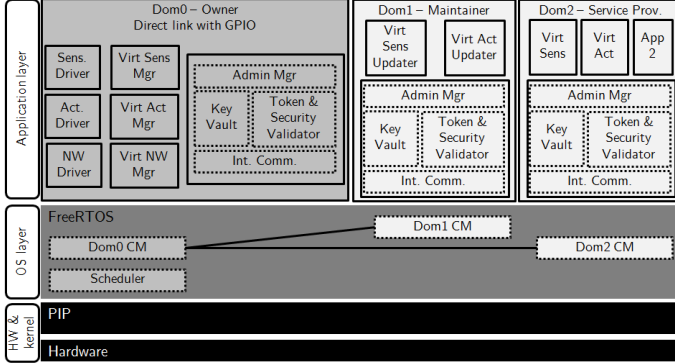 Application layer
Dom0 – Owner
Direct link with GPIO
Sens.
Driver
Virt Sens
Mgr
Act.
Driver
Virt Act
Mgr
NW
Driver
Virt NW
Mgr
Admin Mgr
Key
Vault
Token &
Security
Validator
Int. Comm.
Dom1 – Maintainer
Virt
Sens
Updater
Virt Act
Updater
Admin Mgr
Key
Vault
Token &
Security
Validator
Int. Comm.
Dom2 – Service Prov.
Virt
Sens
Virt
Act
App
2
Admin Mgr
Key
Vault
Token &
Security
Validator
Int. Comm.
OS layer
FreeRTOS
Dom0 CM
Dom1 CM
Dom2 CM
Scheduler
HW &
kernel
PIP
Hardware